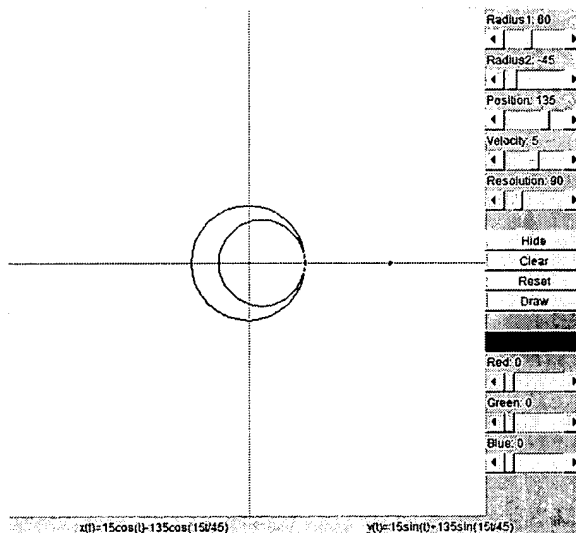 Radius1: 60
Radius2: -45
Position: 135
Velocity: 5
Resolution: 90
Hide
Clear
Reset
Draw
Red: 0
Green: 0
Blue: 0
x(t)=15cos(t)-135cos(15t/45)
y(t)=15sin(t)+135sin(15t/45)